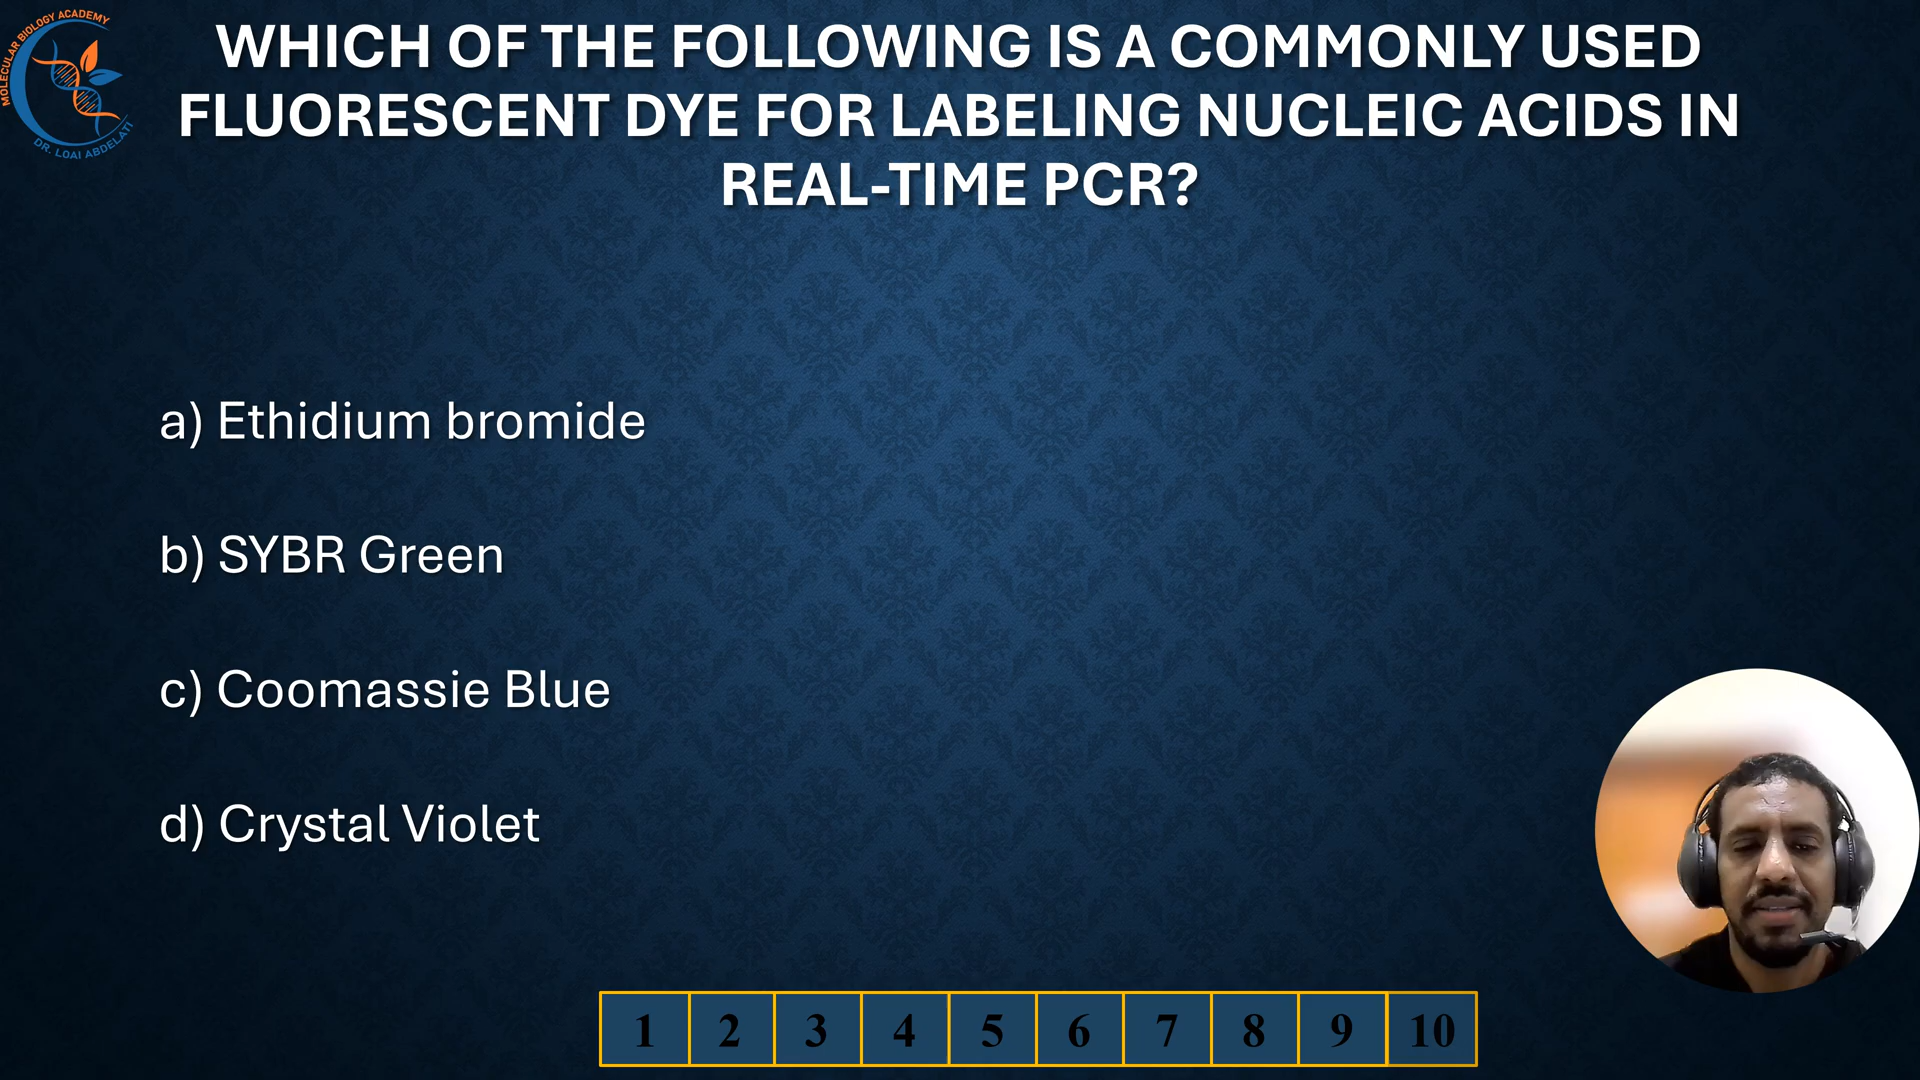 MOLECULAR BIOLOGY ACADEMY
DR. LOAI ABDELATI
WHICH OF THE FOLLOWING IS A COMMONLY USED
FLUORESCENT DYE FOR LABELING NUCLEIC ACIDS IN
REAL-TIME PCR?
a) Ethidium bromide
b) SYBR Green
c) Coomassie Blue
d) Crystal Violet
1 2 3 4 5 6 7 8 9 10